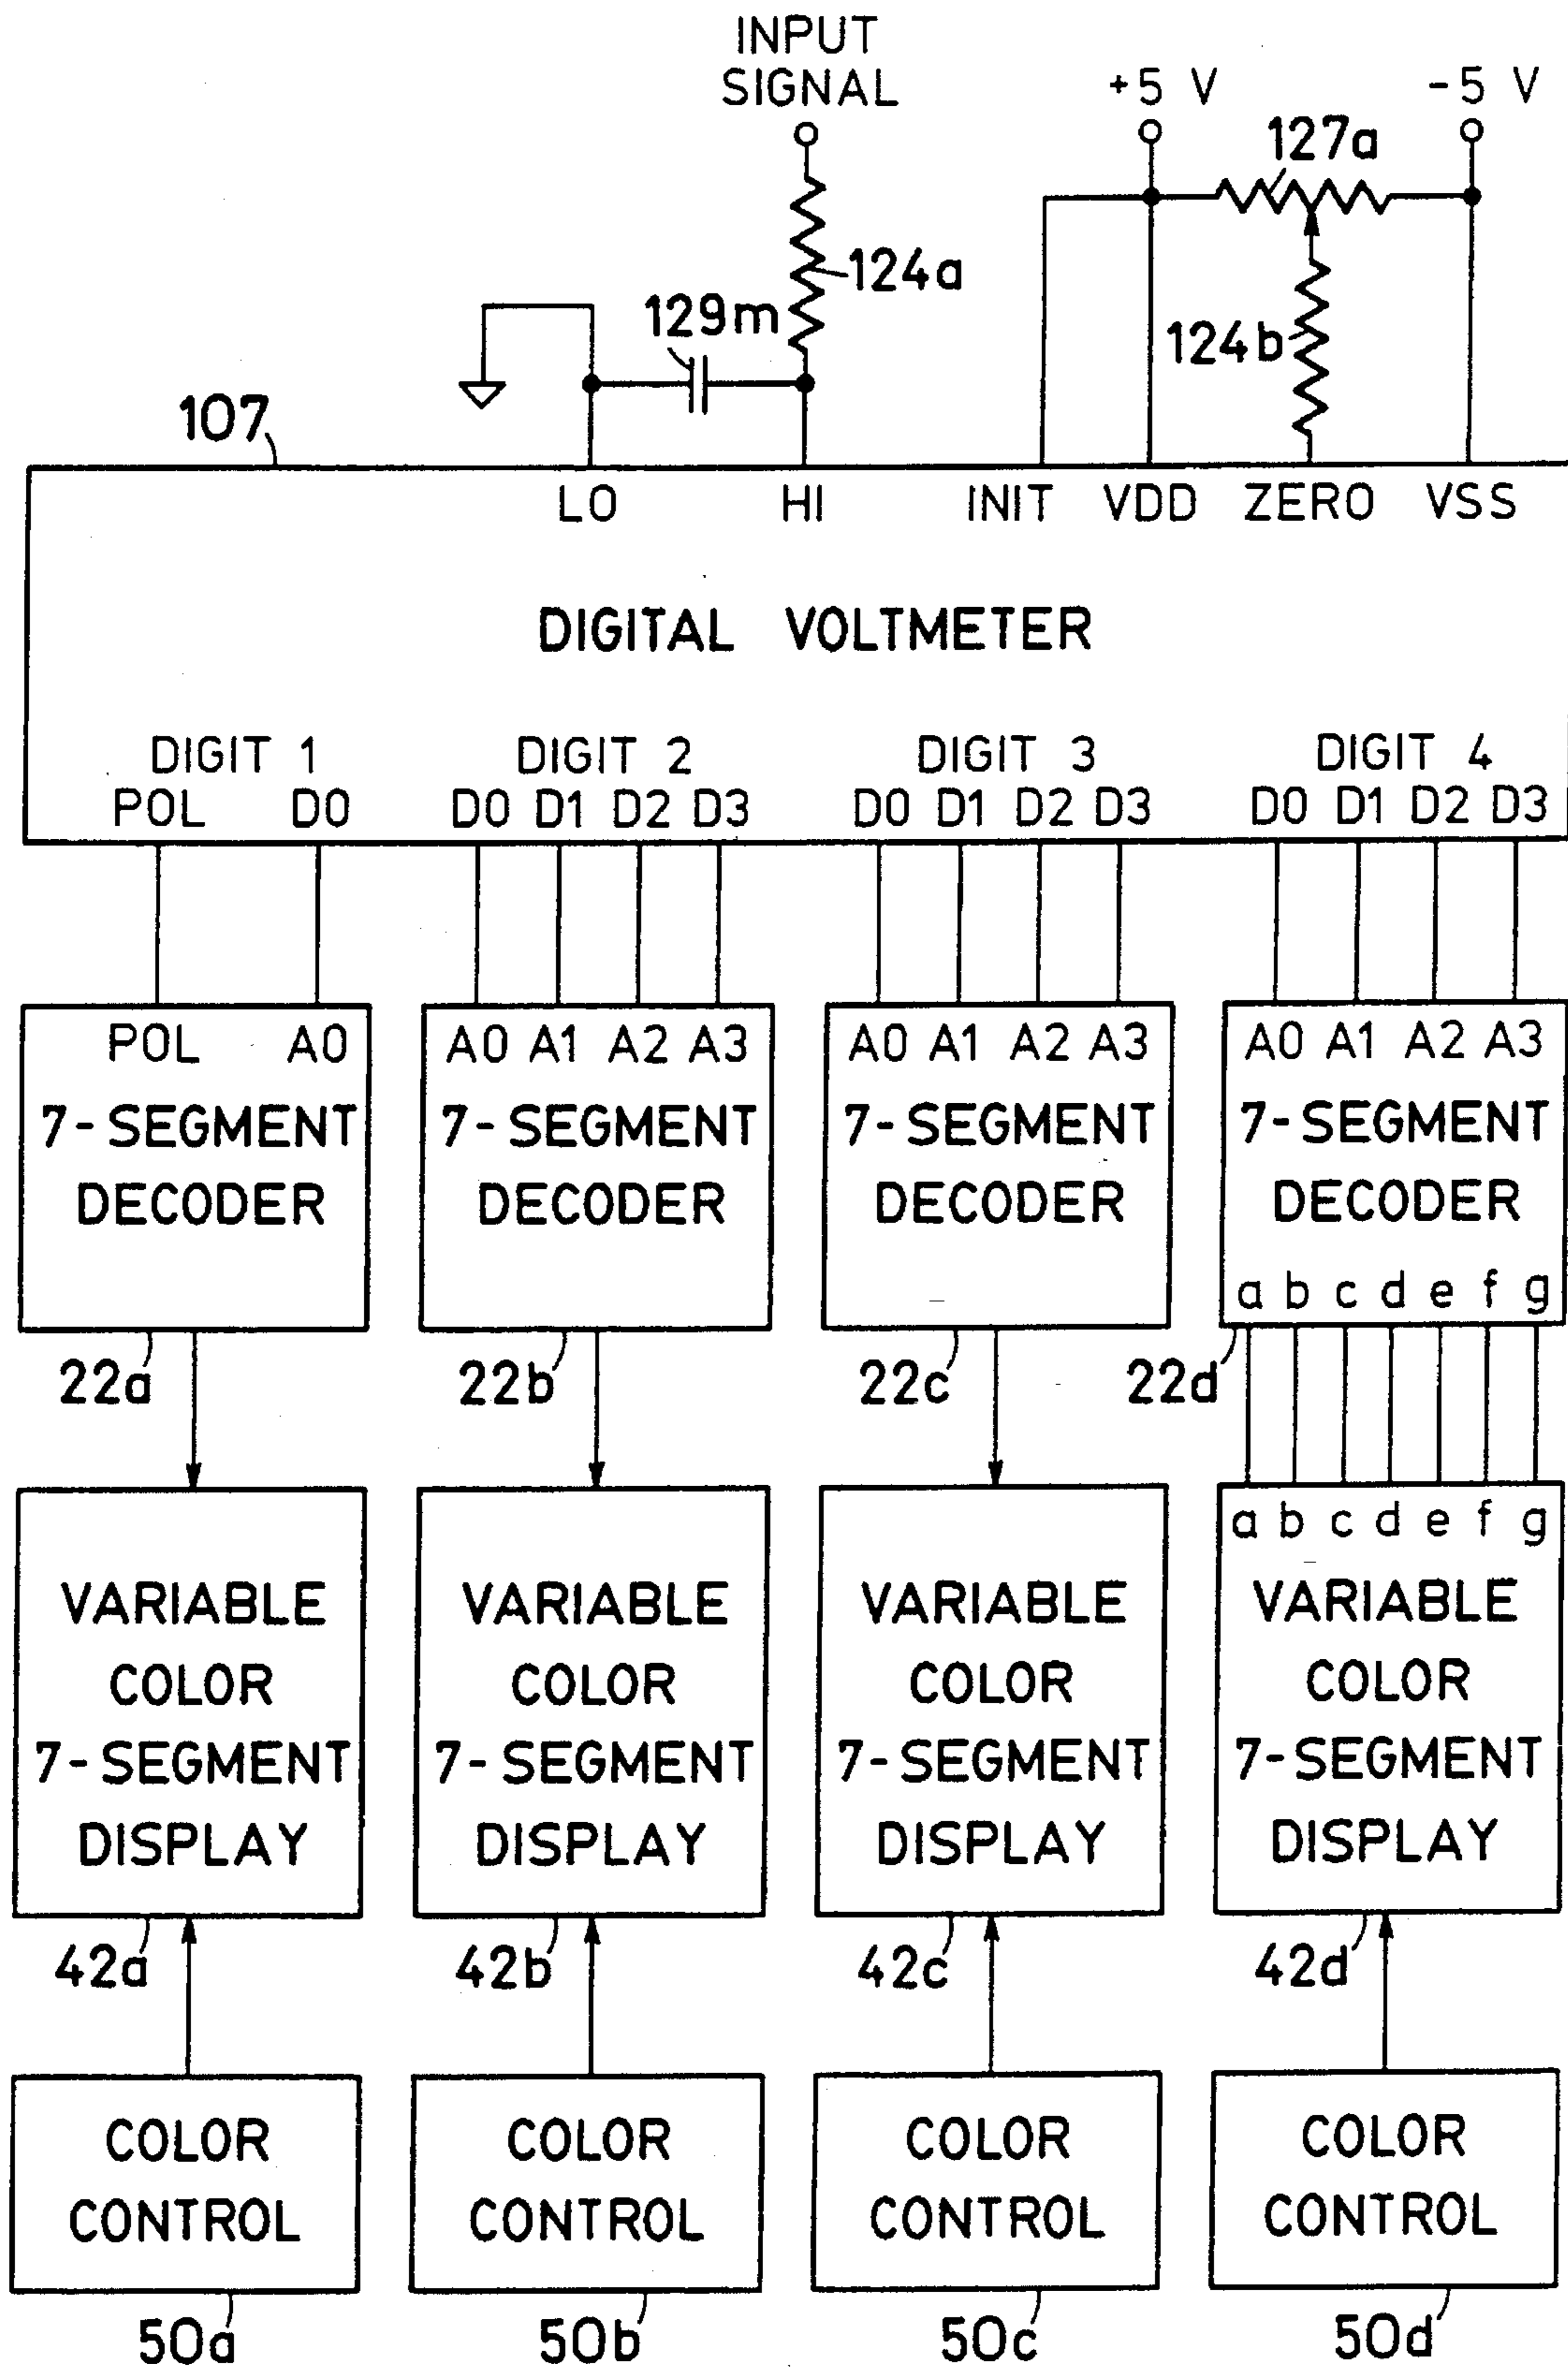 INPUT
SIGNAL
+5 V
-5 V
127a
124a
129m
124b
107
LO HI INIT VDD ZERO VSS
DIGITAL VOLTMETER
DIGIT 1 DIGIT 2 DIGIT 3 DIGIT 4
POL D0 D0 D1 D2 D3 D0 D1 D2 D3 D0 D1 D2 D3
POL A0 A0 A1 A2 A3 A0 A1 A2 A3 A0 A1 A2 A3
7-SEGMENT 7-SEGMENT 7-SEGMENT 7-SEGMENT
DECODER DECODER DECODER DECODER
a b c d e f g
22a 22b 22c 22d
a b c d e f g
VARIABLE VARIABLE VARIABLE VARIABLE
COLOR COLOR COLOR COLOR
7-SEGMENT 7-SEGMENT 7-SEGMENT 7-SEGMENT
DISPLAY DISPLAY DISPLAY DISPLAY
42a 42b 42c 42d
COLOR COLOR COLOR COLOR
CONTROL CONTROL CONTROL CONTROL
50a 50b 50c 50d